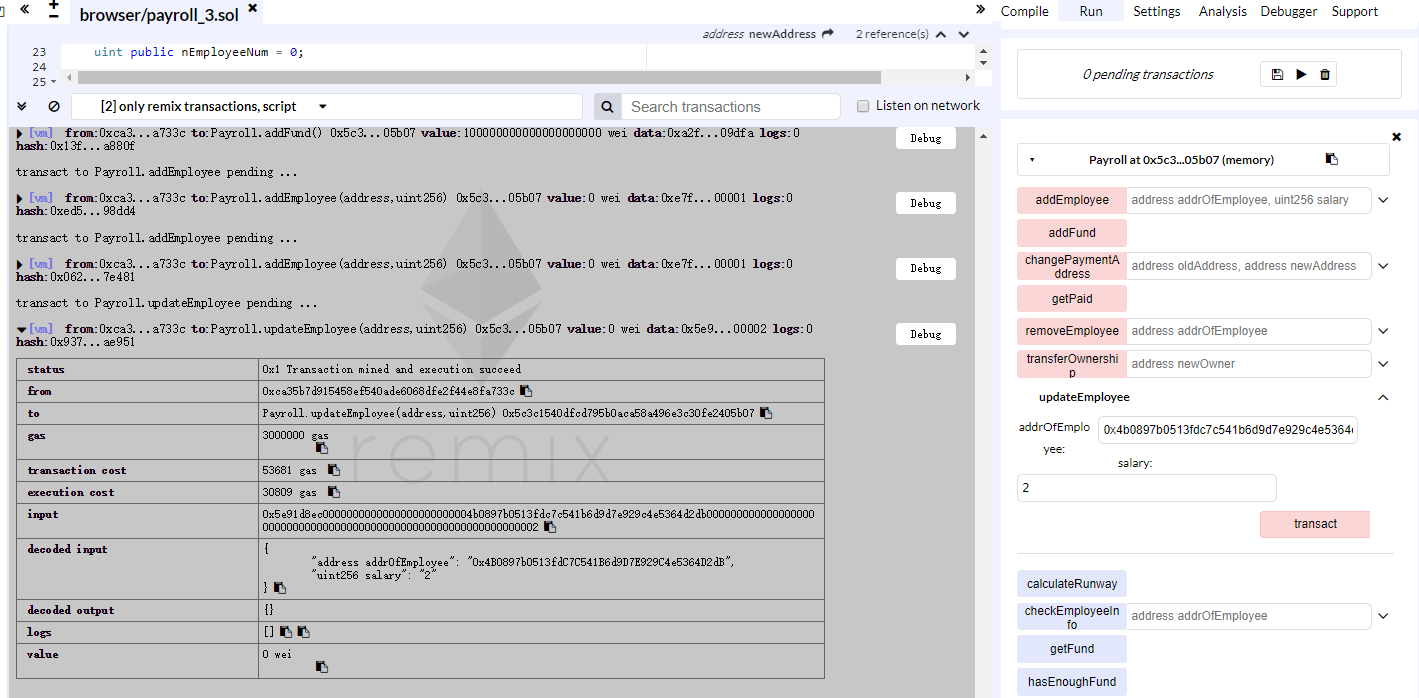 browser/payroll_3.sol
address newAddress 2 reference(s)
23 uint public nEmployeeNum = 0;
24
25
[2] only remix transactions, script
Search transactions
Listen on network
[vm] from:0xca3...a733c to:Payroll.addFund() 0x5c3...05b07 value:100000000000000000000 wei data:0xa2f...09dfa logs:0
hash:0x13f...a880f
Debug
transact to Payroll.addEmployee pending ...
[vm] from:0xca3...a733c to:Payroll.addEmployee(address,uint256) 0x5c3...05b07 value:0 wei data:0xe7f...00001 logs:0
hash:0xed5...98dd4
Debug
transact to Payroll.addEmployee pending ...
[vm] from:0xca3...a733c to:Payroll.addEmployee(address,uint256) 0x5c3...05b07 value:0 wei data:0xe7f...00001 logs:0
hash:0x062...7e481
Debug
transact to Payroll.updateEmployee pending ...
[vm] from:0xca3...a733c to:Payroll.updateEmployee(address,uint256) 0x5c3...05b07 value:0 wei data:0x5e9...00002 logs:0
hash:0x937...ae951
Debug
status 0x1 Transaction mined and execution succeed
from 0xca35b7d915458ef540ade6068dfe2f44e8fa733c
to Payroll.updateEmployee(address,uint256) 0x5c3c1540dfcd795b0aca58a496e3c30fe2405b07
gas 3000000 gas
transaction cost 53681 gas
execution cost 30809 gas
input 0x5e91d8ec0000000000000000000000004b0897b0513fdc7c541b6d9d7e929c4e5364d2db000000000000000000
0000000000000000000000000000000000000000000002
decoded input {
"address addrOfEmployee": "0x4B0897b0513fdC7C541B6d9D7E929C4e5364D2dB",
"uint256 salary": "2"
}
decoded output {}
logs []
value 0 wei
remix
Compile Run Settings Analysis Debugger Support
0 pending transactions
Payroll at 0x5c3...05b07 (memory)
addEmployee address addrOfEmployee, uint256 salary
addFund
changePaymentA
ddress
address oldAddress, address newAddress
getPaid
removeEmployee address addrOfEmployee
transferOwnershi
p
address newOwner
updateEmployee
addrOfEmplo
yee:
0x4b0897b0513fdc7c541b6d9d7e929c4e5364
salary:
2
transact
calculateRunway
checkEmployeeIn
fo
address addrOfEmployee
getFund
hasEnoughFund